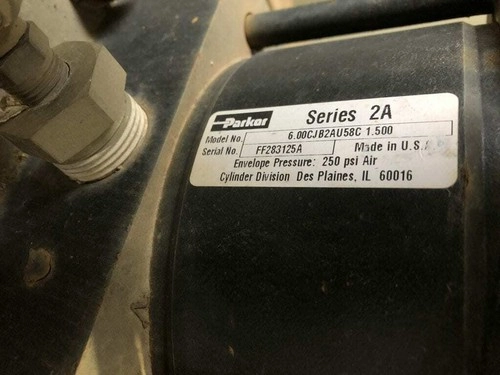 Parker Series 2A
Model No. 6.00CJB2AU58C 1.500
Serial No. FF283125A Made in U.S.A
Envelope Pressure: 250 psi Air
Cylinder Division Des Plaines, IL 60016